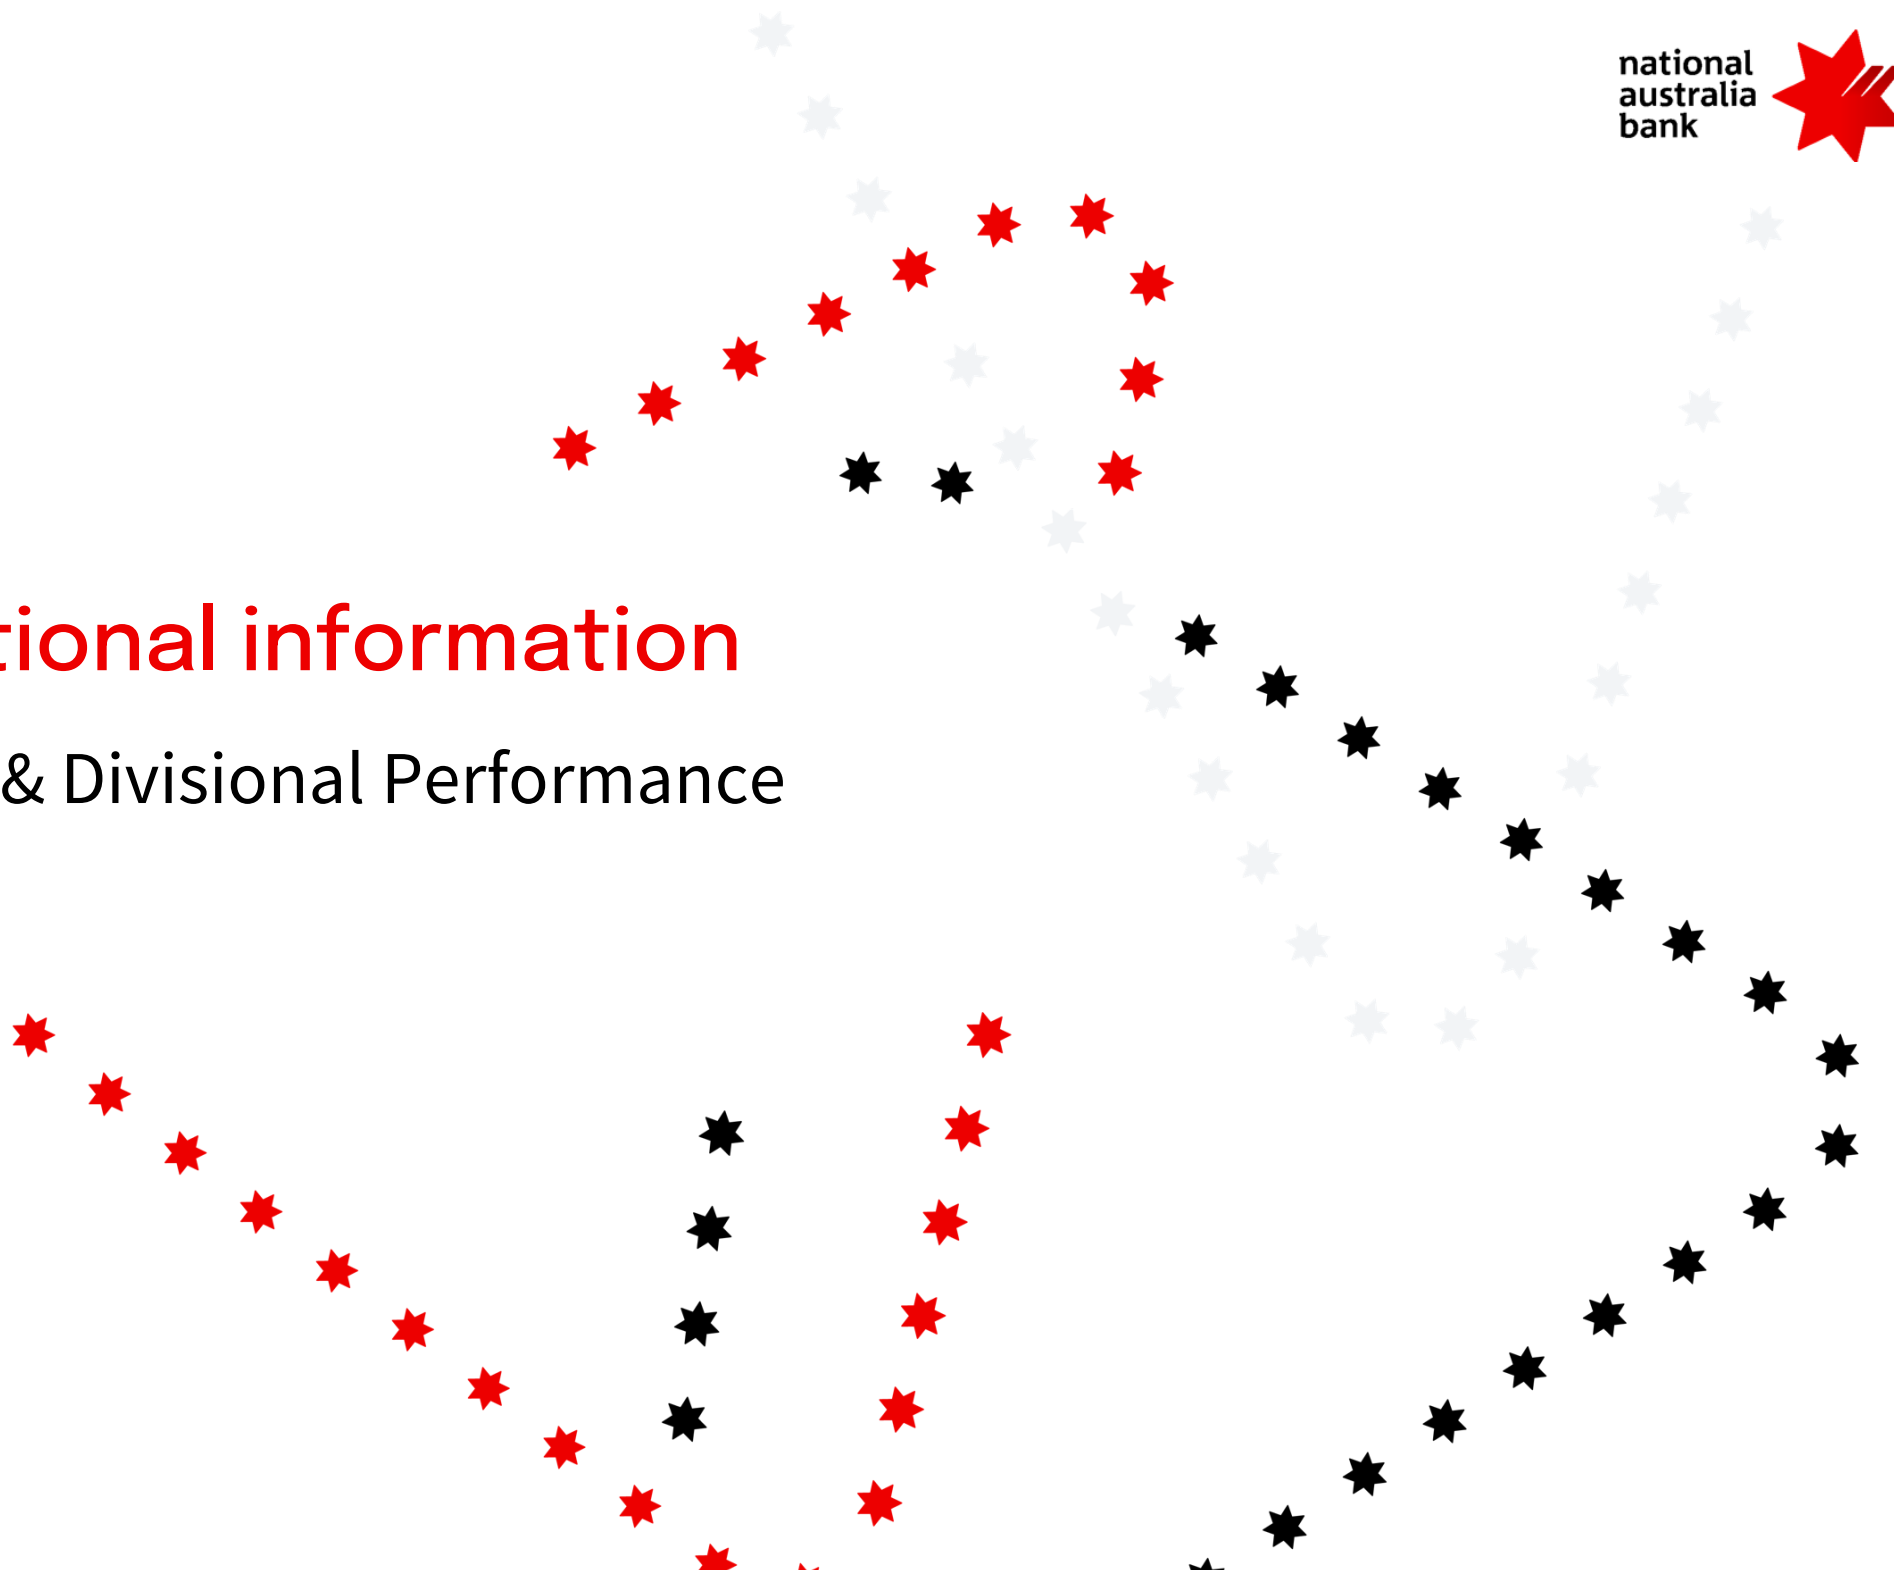 national
australia
bank
tional information
& Divisional Performance